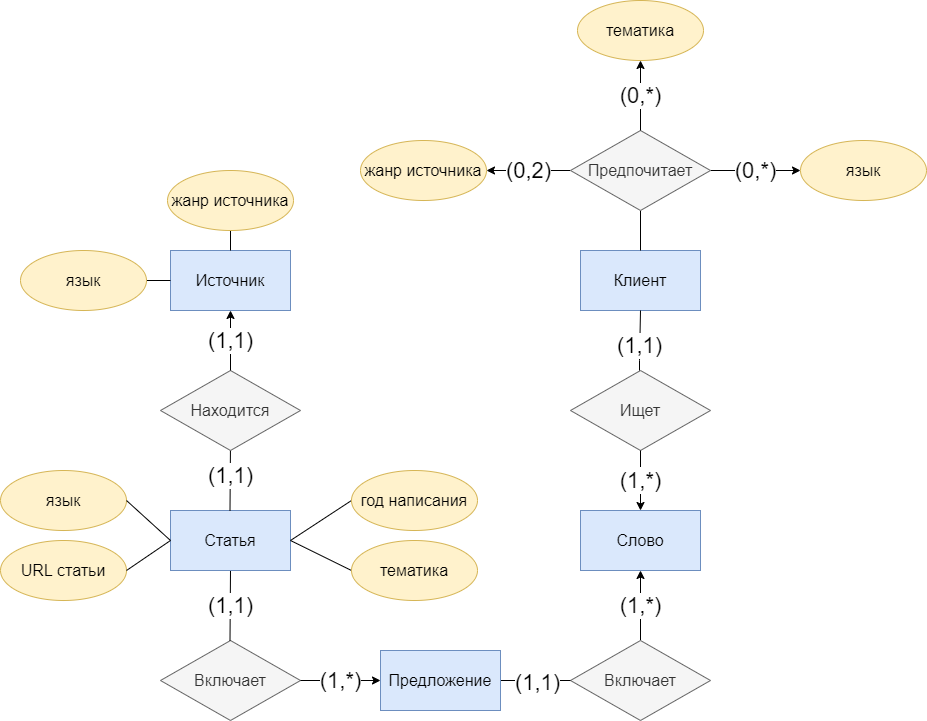 тематика
(0,*)
жанр источника
(0,2)
Предпочитает
(0,*)
язык
жанр источника
язык
Источник
Клиент
(1,1)
(1,1)
Находится
Ищет
(1,1)
(1,*)
язык
год написания
Статья
Слово
URL статьи
тематика
(1,1)
(1,*)
Включает
(1,*)
Предложение
(1,1)
Включает